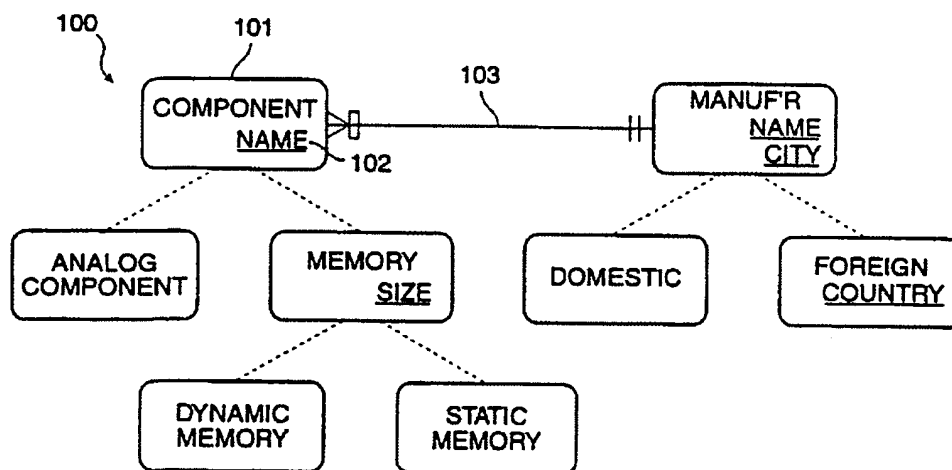 100
101
103
COMPONENT
NAME
102
MANUF'R
NAME
CITY
ANALOG
COMPONENT
MEMORY
SIZE
DOMESTIC
FOREIGN
COUNTRY
DYNAMIC
MEMORY
STATIC
MEMORY